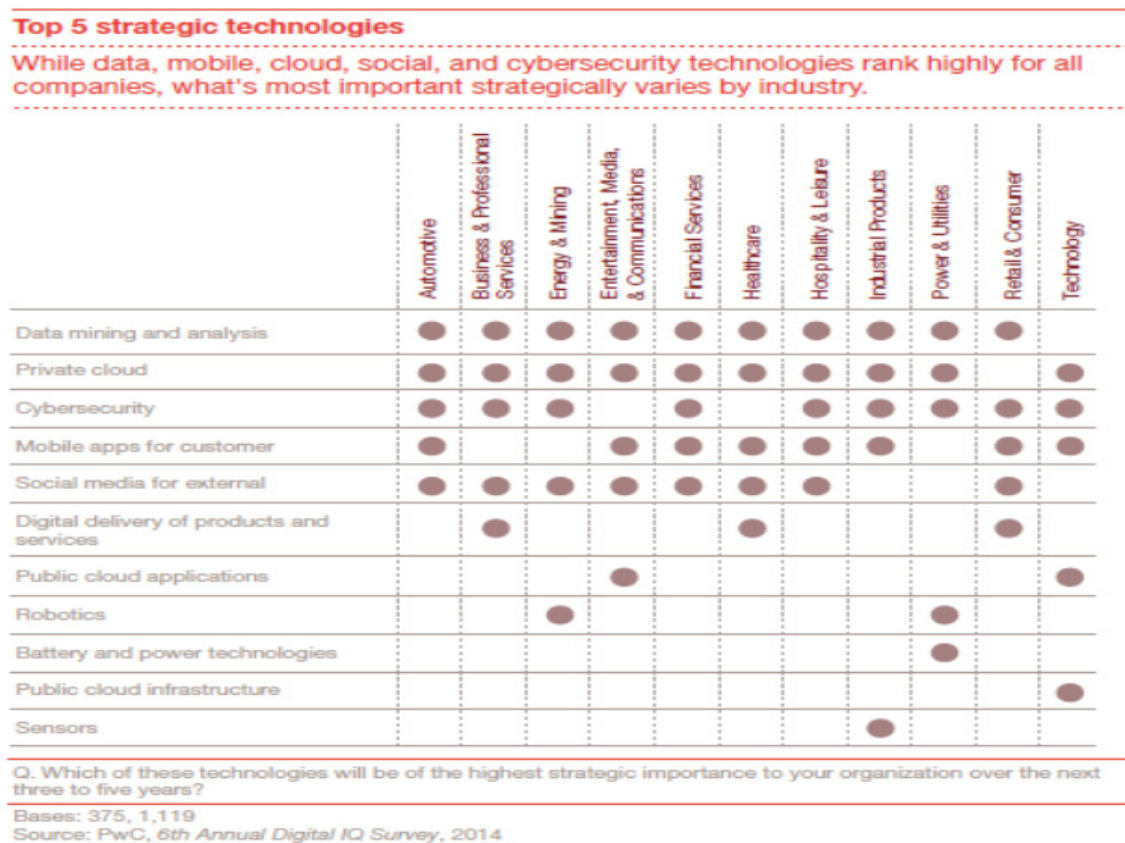 Top 5 strategic technologies
While data, mobile, cloud, social, and cybersecurity technologies rank highly for all
companies, what's most important strategically varies by industry.
Automotive
Business & Professional
Services
Energy & Mining
Entertainment, Media,
& Communications
Financial Services
Healthcare
Hospitality & Leisure
Industrial Products
Power & Utilities
Retail & Consumer
Technology
Data mining and analysis
Private cloud
Cybersecurity
Mobile apps for customer
Social media for external
Digital delivery of products and
services
Public cloud applications
Robotics
Battery and power technologies
Public cloud infrastructure
Sensors
Q. Which of these technologies will be of the highest strategic importance to your organization over the next
three to five years?
Bases: 375, 1,119
Source: PwC, 6th Annual Digital IQ Survey, 2014